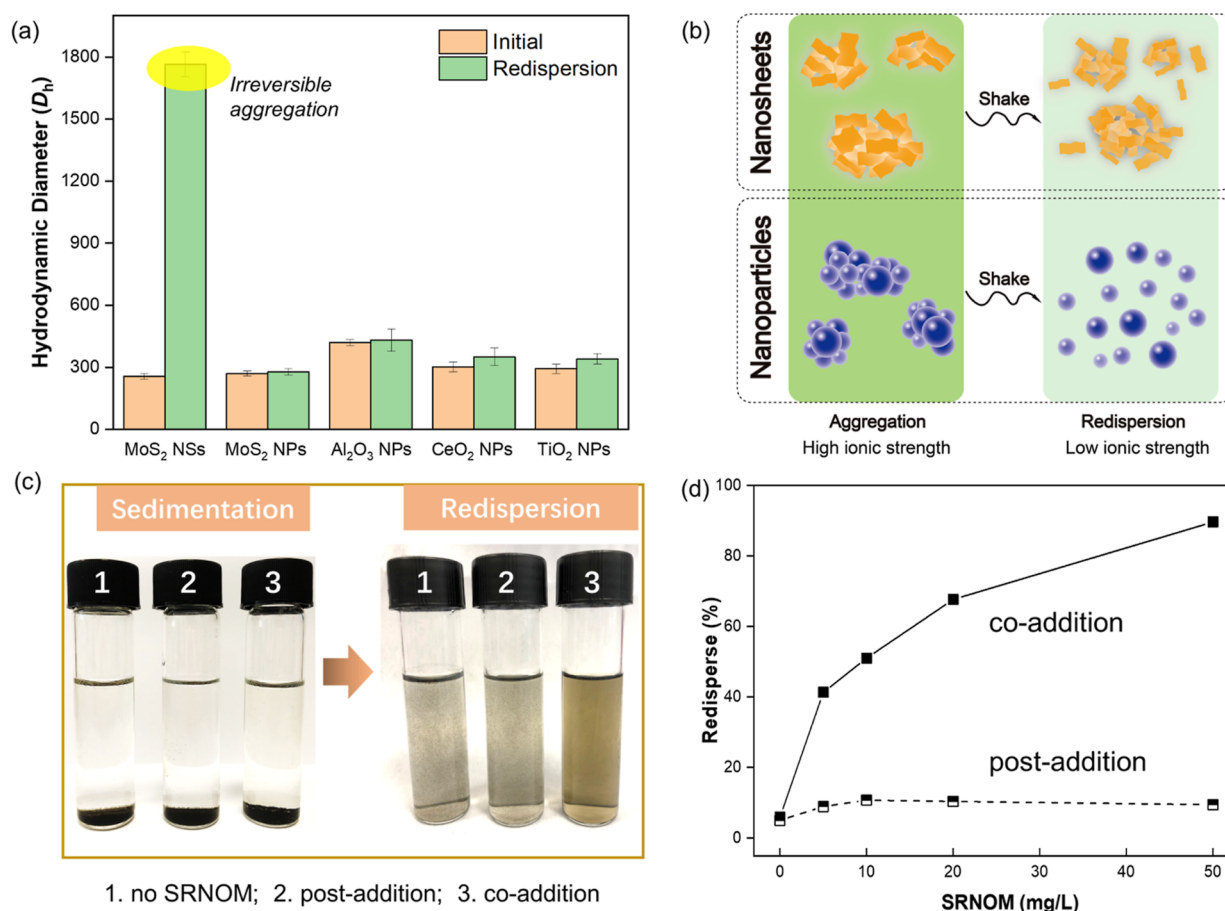 (a)
Hydrodynamic Diameter (Dh)
1800
1500
1200
900
600
300
0
Initial
Redispersion
Irreversible
aggregation
MoS2 NSs
MoS2 NPs
Al2O3 NPs
CeO2 NPs
TiO2 NPs
(b)
Nanosheets
Shake
Nanoparticles
Shake
Aggregation
High ionic strength
Redispersion
Low ionic strength
(c)
Sedimentation
Redispersion
1
2
3
1
2
3
1. no SRNOM; 2. post-addition; 3. co-addition
(d)
Redisperse (%)
100
80
60
40
20
0
co-addition
post-addition
0
10
20
30
40
50
SRNOM (mg/L)